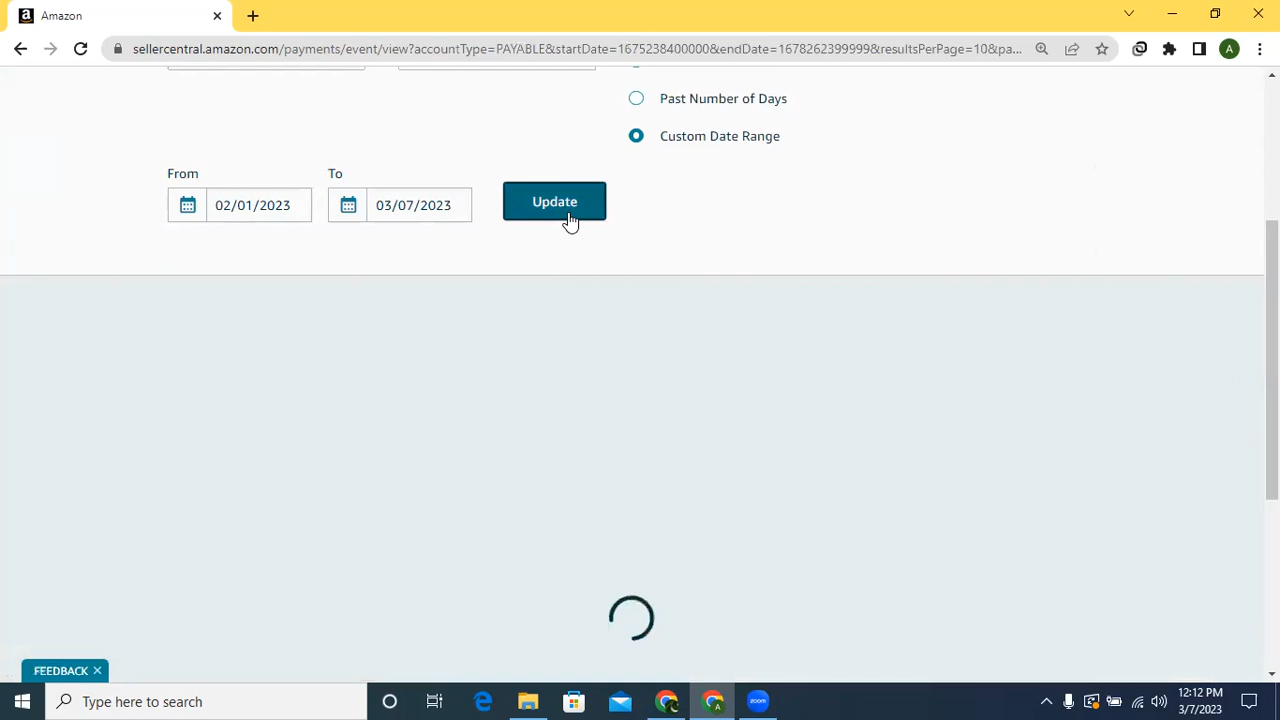 Amazon
sellercentral.amazon.com/payments/event/view?accountType=PAYABLE&startDate=1675238400000&endDate=1678262399999&resultsPerPage=10&pa...
A
Past Number of Days
Custom Date Range
From To
02/01/2023 03/07/2023 Update
FEEDBACK
Type here to search
zoom
12:12 PM
3/7/2023